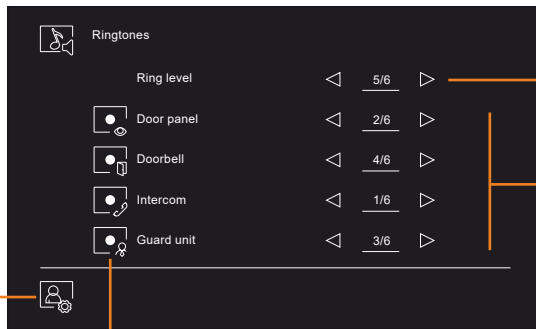 Ringtones
Ring level 5/6
Door panel 2/6
Doorbell 4/6
Intercom 1/6
Guard unit 3/6